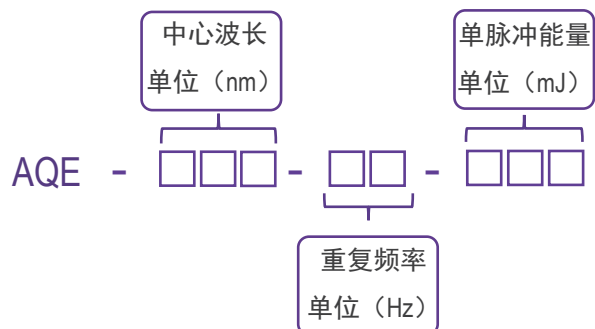 中心波长
单位（nm）
单脉冲能量
单位（mJ）
AQE - □□□ - □□ - □□□
重复频率
单位（Hz）